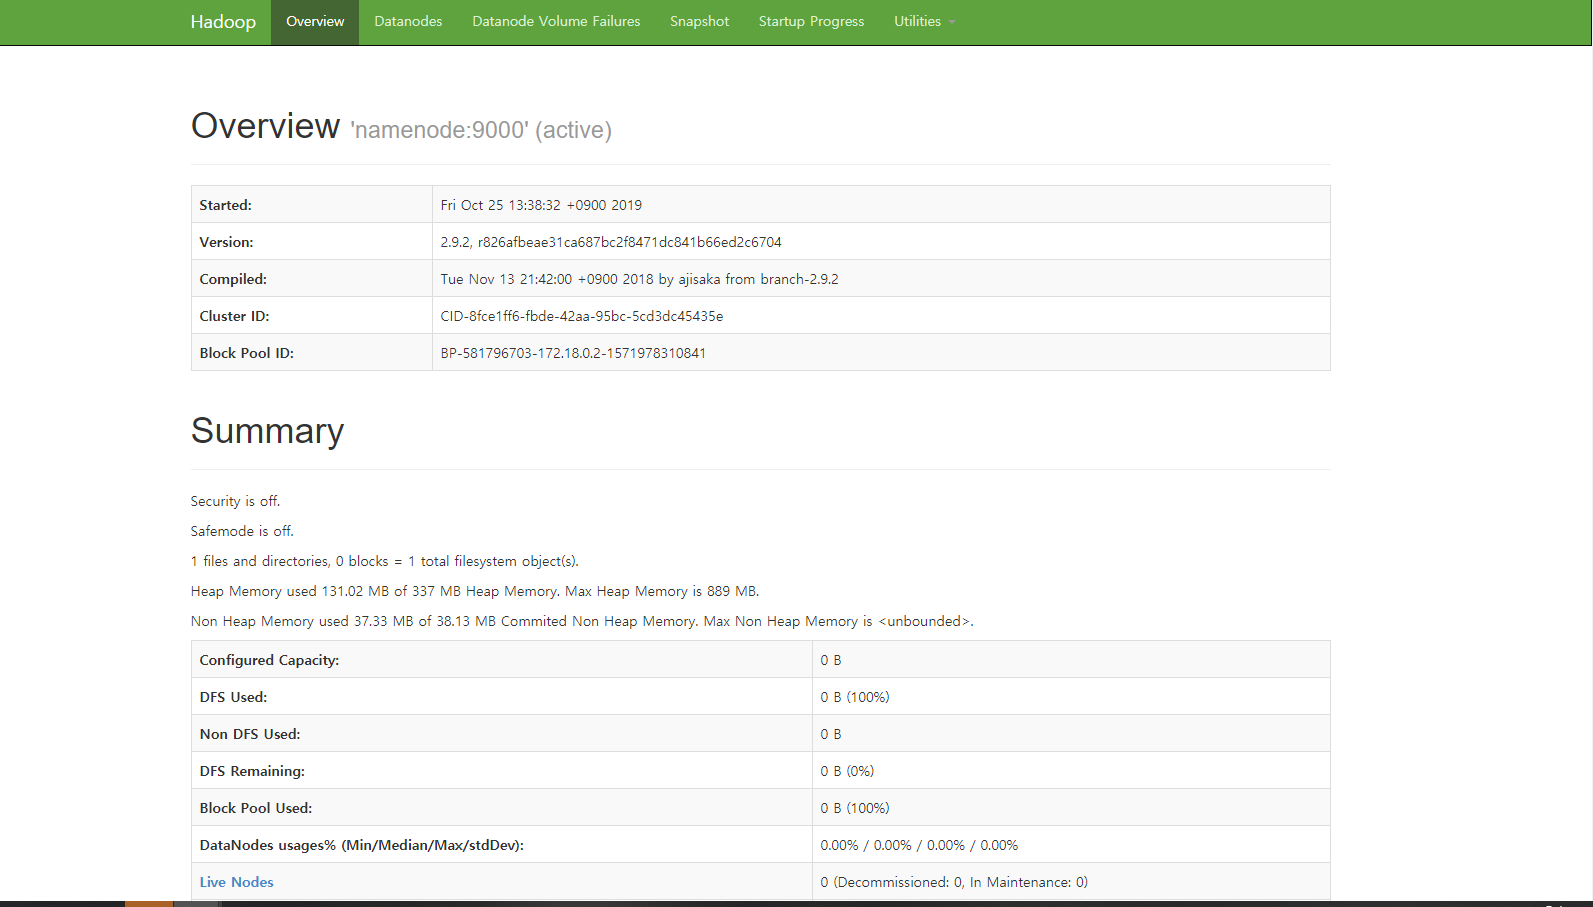 Hadoop Overview Datanodes Datanode Volume Failures Snapshot Startup Progress Utilities
Overview 'namenode:9000' (active)
Started: Fri Oct 25 13:38:32 +0900 2019
Version: 2.9.2, r826afbeae31ca687bc2f8471dc841b66ed2c6704
Compiled: Tue Nov 13 21:42:00 +0900 2018 by ajisaka from branch-2.9.2
Cluster ID: CID-8fce1ff6-fbde-42aa-95bc-5cd3dc45435e
Block Pool ID: BP-581796703-172.18.0.2-1571978310841
Summary
Security is off.
Safemode is off.
1 files and directories, 0 blocks = 1 total filesystem object(s).
Heap Memory used 131.02 MB of 337 MB Heap Memory. Max Heap Memory is 889 MB.
Non Heap Memory used 37.33 MB of 38.13 MB Commited Non Heap Memory. Max Non Heap Memory is <unbounded>.
Configured Capacity: 0 B
DFS Used: 0 B (100%)
Non DFS Used: 0 B
DFS Remaining: 0 B (0%)
Block Pool Used: 0 B (100%)
DataNodes usages% (Min/Median/Max/stdDev): 0.00% / 0.00% / 0.00% / 0.00%
Live Nodes 0 (Decommissioned: 0, In Maintenance: 0)